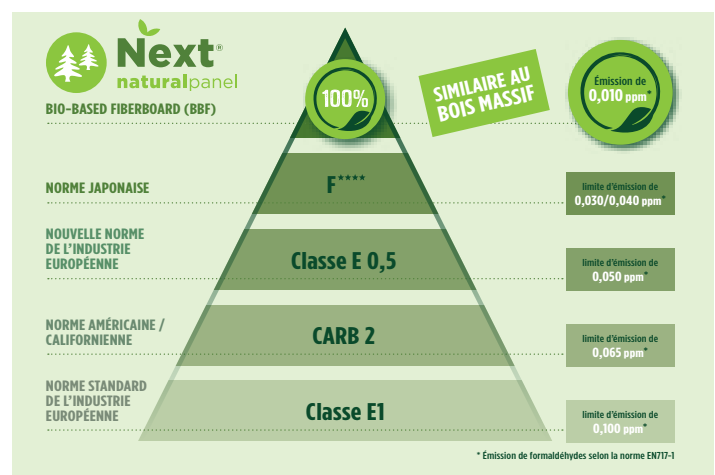 Next®
naturalpanel
BIO-BASED FIBERBOARD (BBF)
100%
SIMILAIRE AU
BOIS MASSIF
Émission de
0,010 ppm*
NORME JAPONAISE
F****
limite d'émission de
0,030/0,040 ppm*
NOUVELLE NORME
DE L'INDUSTRIE
EUROPÉENNE
Classe E 0,5
limite d'émission de
0,050 ppm*
NORME AMÉRICAINE /
CALIFORNIENNE
CARB 2
limite d'émission de
0,065 ppm*
NORME STANDARD
DE L'INDUSTRIE
EUROPÉENNE
Classe E1
limite d'émission de
0,100 ppm*
* Émission de formaldéhydes selon la norme EN717-1